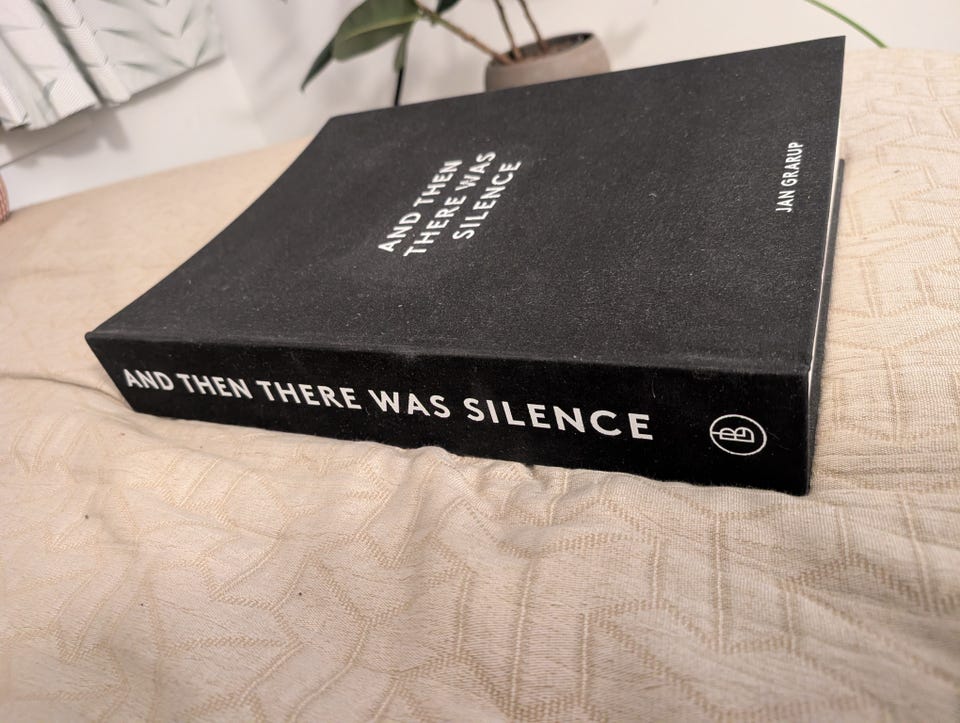 AND THEN
THERE WAS
SILENCE
JAN GRARUP
AND THEN THERE WAS SILENCE